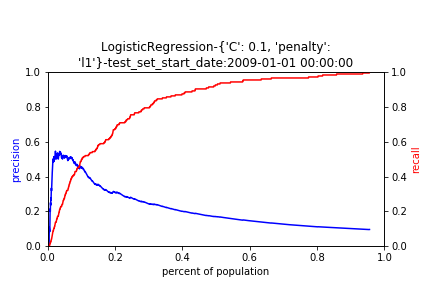 LogisticRegression-{'C': 0.1, 'penalty':
'l1'}-test_set_start_date:2009-01-01 00:00:00
1.0
0.8
0.6
0.4
0.2
0.0
precision
1.0
0.8
0.6
0.4
0.2
0.0
recall
0.0 0.2 0.4 0.6 0.8 1.0
percent of population